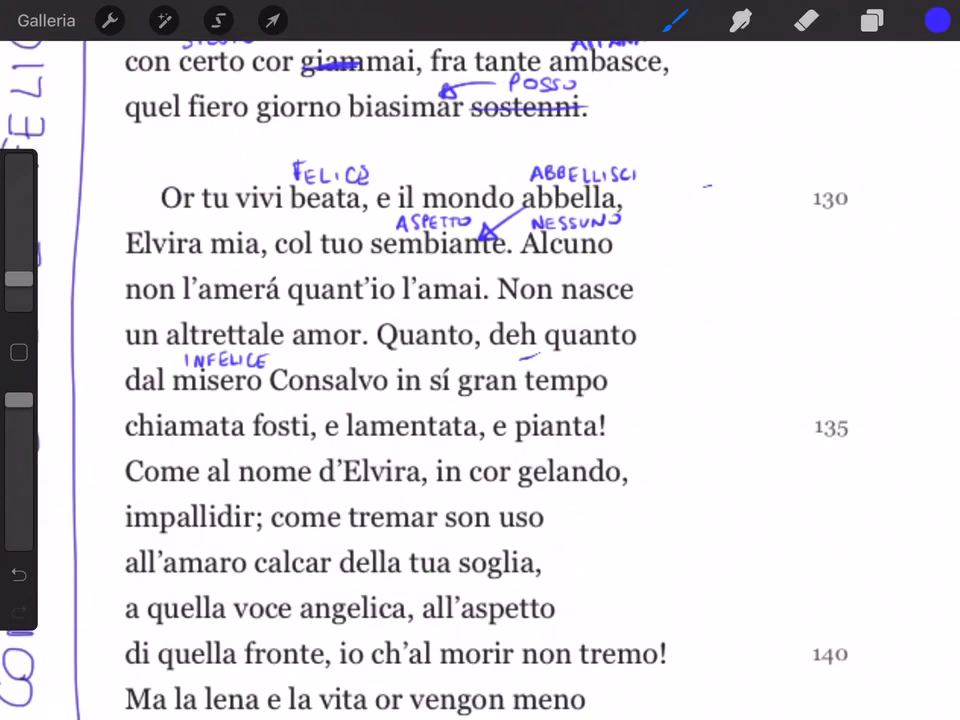 Galleria
con certo cor giammai, fra tante ambasce,
POSSO
quel fiero giorno biasimar sostenni.
FELICE ABBELLISCI
Or tu vivi beata, e il mondo abbella, 130
ASPETTO NESSUNO
Elvira mia, col tuo sembiante. Alcuno
non l'amerá quant'io l'amai. Non nasce
un altrettale amor. Quanto, deh quanto
INFELICE
dal misero Consalvo in sí gran tempo
chiamata fosti, e lamentata, e pianta! 135
Come al nome d'Elvira, in cor gelando,
impallidir; come tremar son uso
all'amaro calcar della tua soglia,
a quella voce angelica, all'aspetto
di quella fronte, io ch'al morir non tremo! 140
Ma la lena e la vita or vengon meno